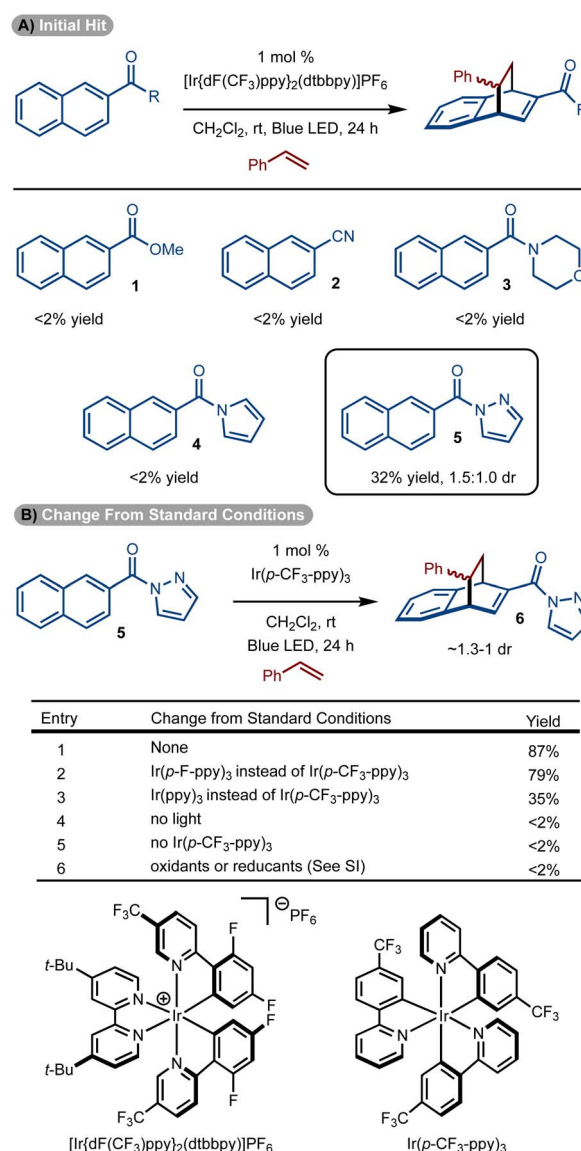 A) Initial Hit
O
R
1 mol %
[Ir{dF(CF3)ppy}2(dtbbpy)]PF6
CH2Cl2, rt, Blue LED, 24 h
Ph
Ph
O
O
OMe
1
<2% yield
CN
2
<2% yield
O
N
O
3
<2% yield
O
N
4
<2% yield
O
N
N
5
32% yield, 1.5:1.0 dr
B) Change From Standard Conditions
O
N
N
5
1 mol %
Ir(p-CF3-ppy)3
CH2Cl2, rt
Blue LED, 24 h
Ph
Ph
O
N
N
6
~1.3-1 dr
Entry Change from Standard Conditions Yield
1 None 87%
2 Ir(p-F-ppy)3 instead of Ir(p-CF3-ppy)3 79%
3 Ir(ppy)3 instead of Ir(p-CF3-ppy)3 35%
4 no light <2%
5 no Ir(p-CF3-ppy)3 <2%
6 oxidants or reducants (See SI) <2%
F3C
⊖
PF6
F
t-Bu
N
⊕
N
Ir
F
F
N
N
t-Bu
F
F3C
[Ir{dF(CF3)ppy}2(dtbbpy)]PF6
CF3
N
CF3
Ir
N
N
F3C
Ir(p-CF3-ppy)3